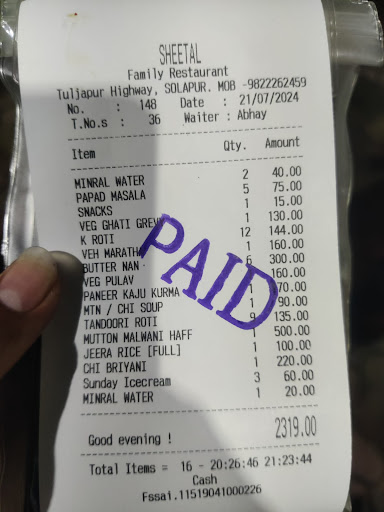 SHEETAL
Family Restaurant
Tuljapur Highway, SOLAPUR. MOB -9822262459
No. : 148 Date : 21/07/2024
T.No.s : 36 Waiter : Abhay
Item Qty. Amount
MINRAL WATER 2 40.00
PAPAD MASALA 5 75.00
SNACKS 1 15.00
VEG GHATI 1 130.00
K ROTI 12 144.00
VEH 1 160.00
BUTTER NAN 6 300.00
VEG PULAV 160.00
PANEER KAJU KURMA 1 170.00
MTN / CHI SOUP 1 90.00
TANDOORI ROTI 9 135.00
MUTTON MALWANI HAFF 1 500.00
JEERA RICE [FULL] 1 100.00
CHI BRIYANI 1 220.00
Sunday Icecream 3 60.00
MINRAL WATER 1 20.00
PAID
Good evening ! 2319.00
Total Items = 16 - 20:26:46 21:23:44
Cash
Fssai.11519041000226